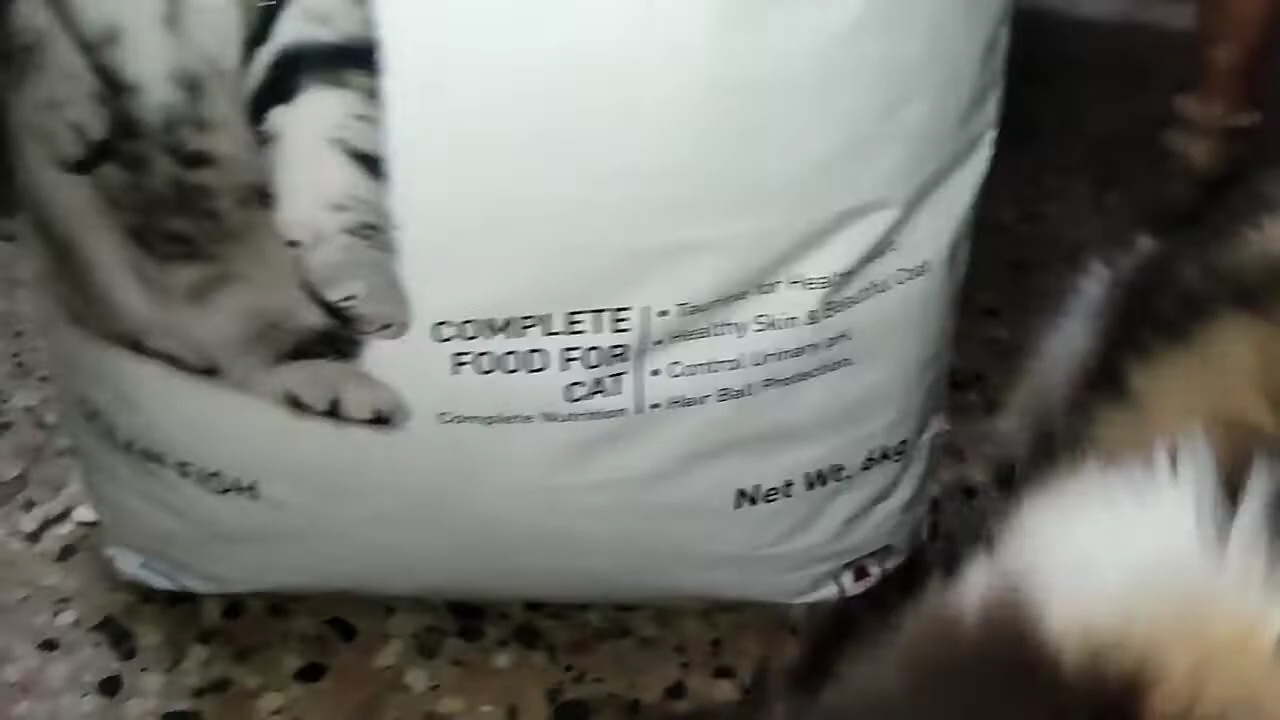 COMPLETE
FOOD FOR
CAT
Complete Nutrition
• Taurine for Healthy
• Healthy Skin & Beautiful Coat
• Control Urinary pH.
• Hair Ball Protection.
Net Wt. 6kg